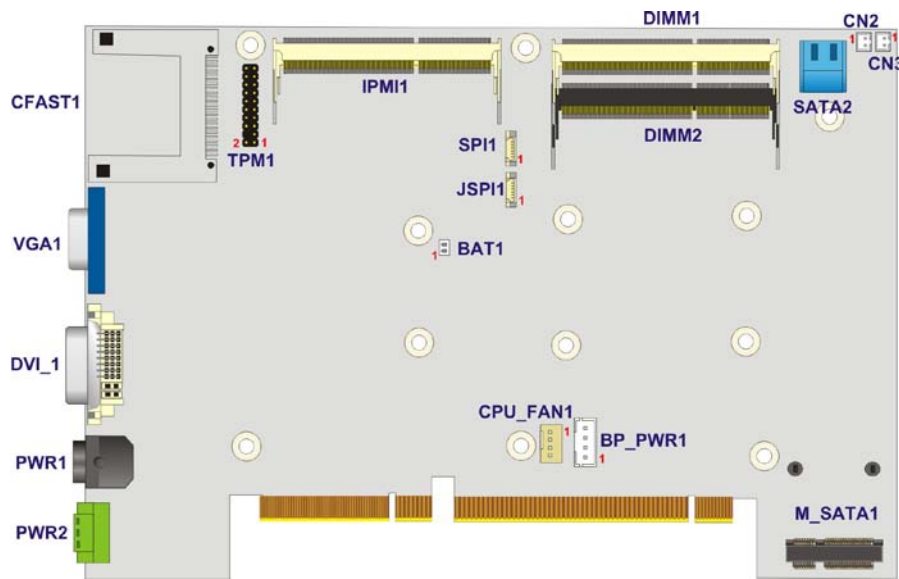 DIMM1
CN2
1
1
CN3
CFAST1
IPMI1
SATA2
DIMM2
2
1
TPM1
SPI1
1
JSPI1
1
VGA1
BAT1
1
DVI_1
CPU_FAN1
1
BP_PWR1
1
PWR1
M_SATA1
PWR2